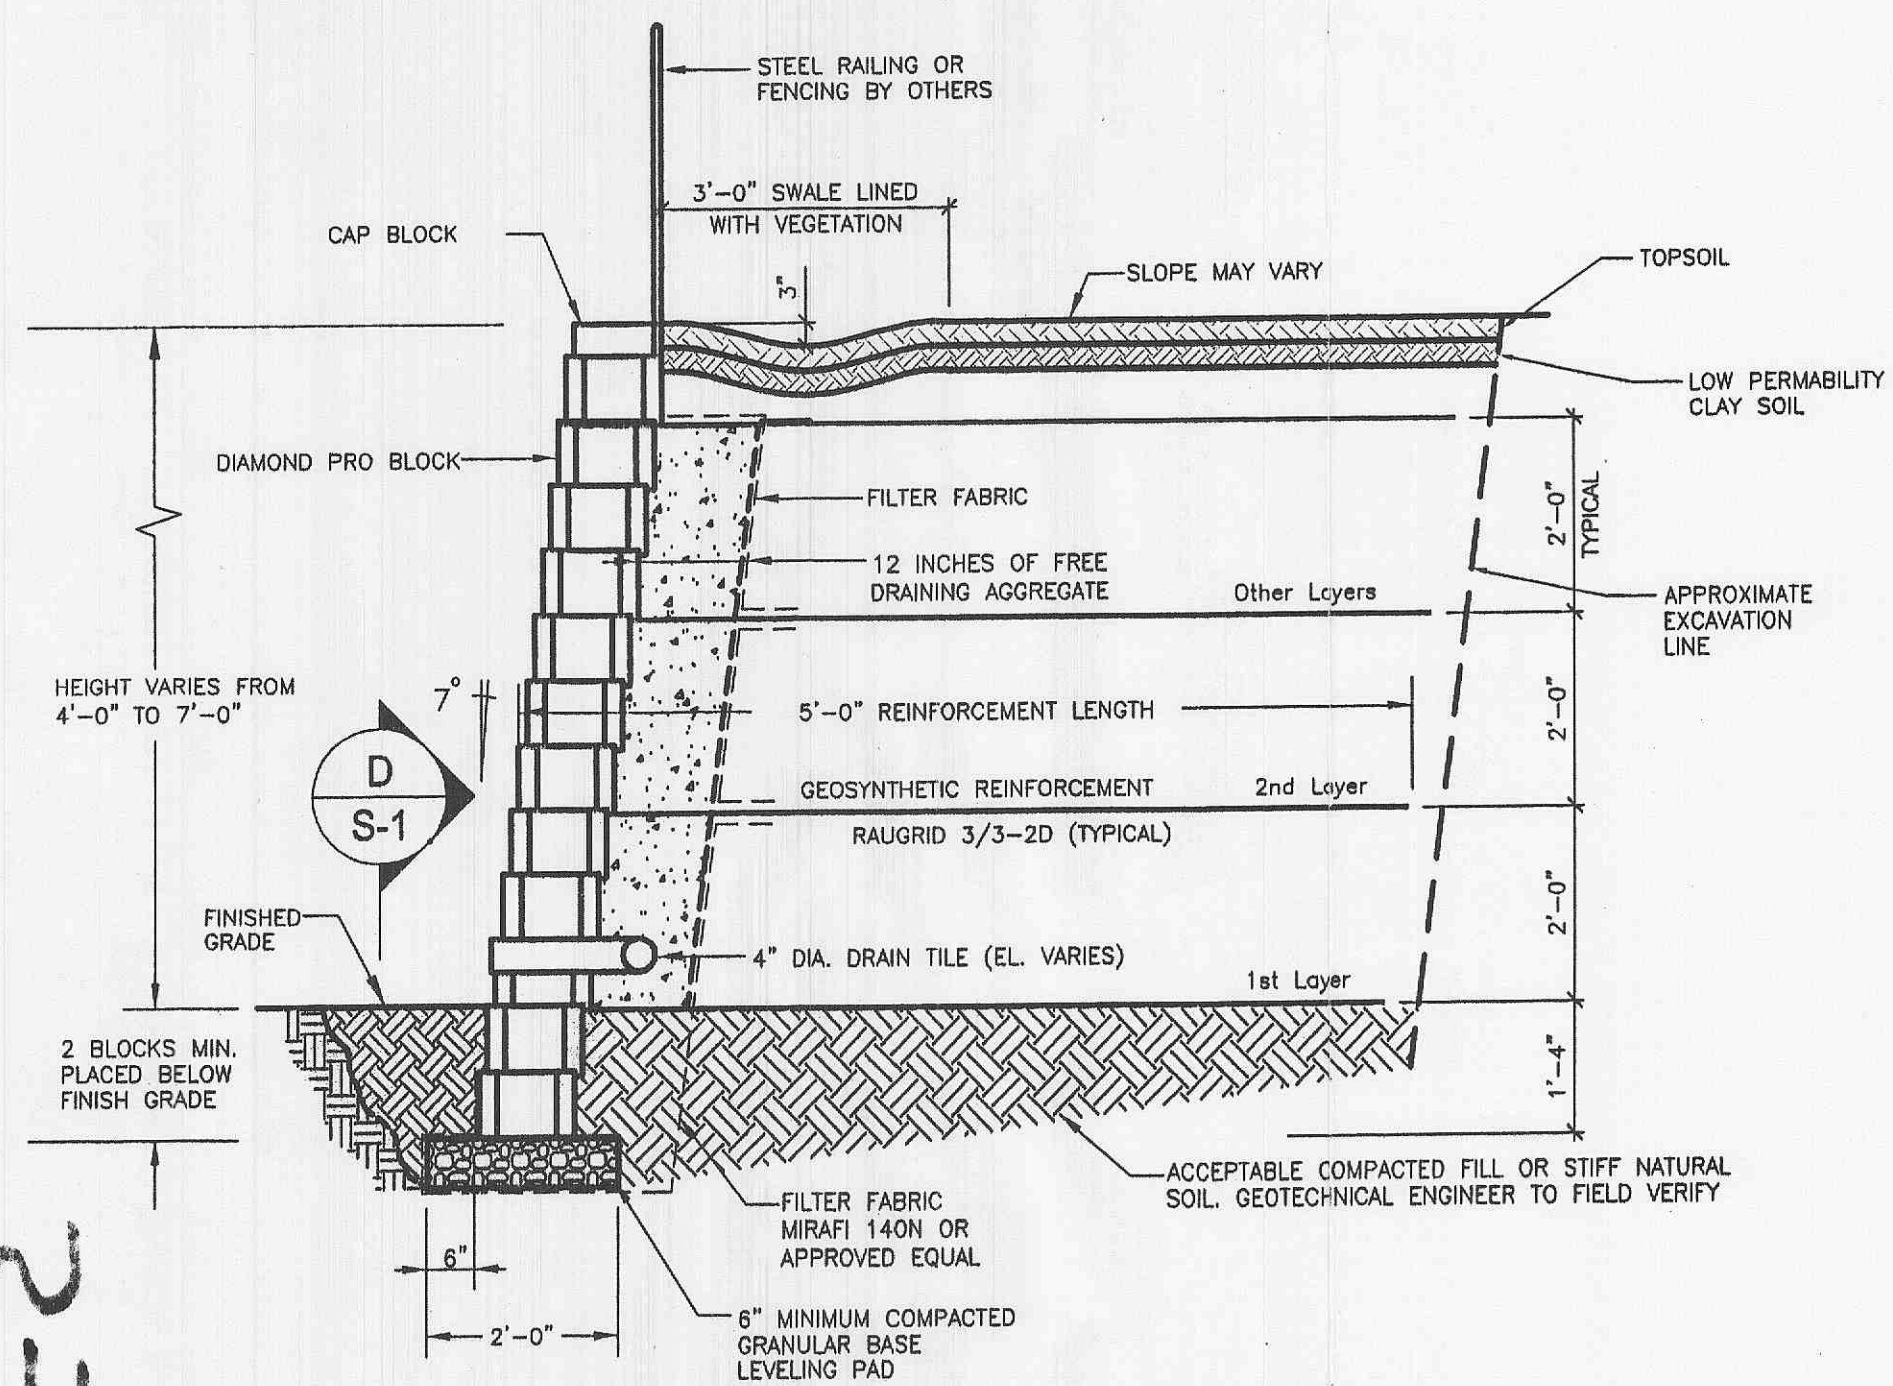 STEEL RAILING OR
FENCING BY OTHERS
3'-0" SWALE LINED
WITH VEGETATION
CAP BLOCK
3"
SLOPE MAY VARY
TOPSOIL
LOW PERMABILITY
CLAY SOIL
DIAMOND PRO BLOCK
FILTER FABRIC
2'-0"
TYPICAL
12 INCHES OF FREE
DRAINING AGGREGATE
Other Layers
APPROXIMATE
EXCAVATION
LINE
HEIGHT VARIES FROM
4'-0" TO 7'-0"
7°
5'-0" REINFORCEMENT LENGTH
2'-0"
D
S-1
GEOSYNTHETIC REINFORCEMENT
2nd Layer
RAUGRID 3/3-2D (TYPICAL)
FINISHED
GRADE
2'-0"
4" DIA. DRAIN TILE (EL. VARIES)
1st Layer
2 BLOCKS MIN.
PLACED BELOW
FINISH GRADE
1'-4"
ACCEPTABLE COMPACTED FILL OR STIFF NATURAL
SOIL. GEOTECHNICAL ENGINEER TO FIELD VERIFY
FILTER FABRIC
MIRAFI 140N OR
APPROVED EQUAL
6"
2'-0"
6" MINIMUM COMPACTED
GRANULAR BASE
LEVELING PAD